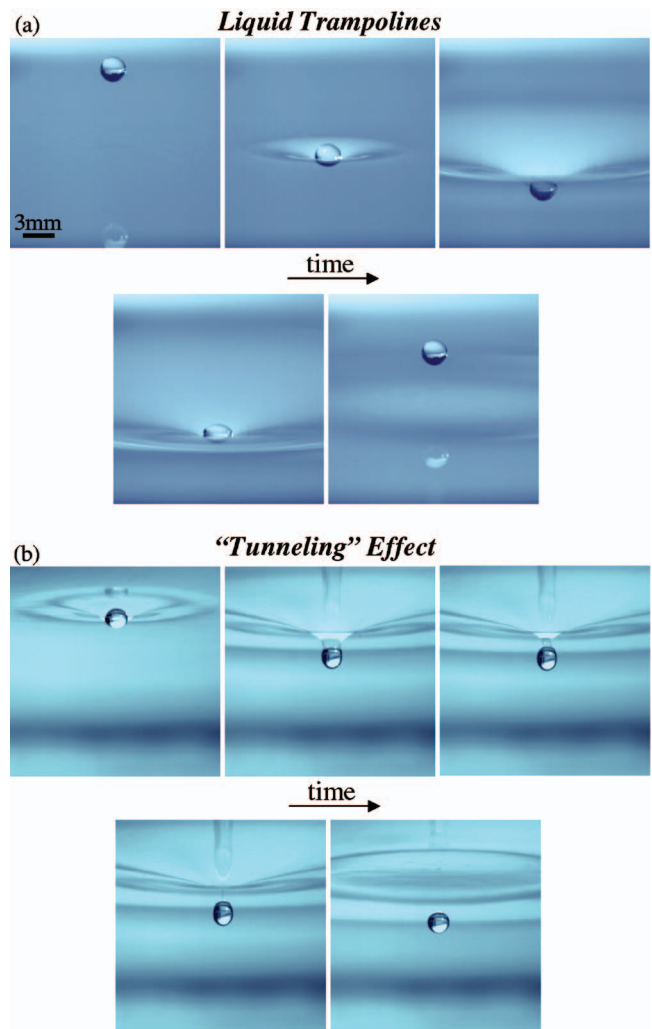 (a)
Liquid Trampolines
3mm
time
(b)
“Tunneling” Effect
time